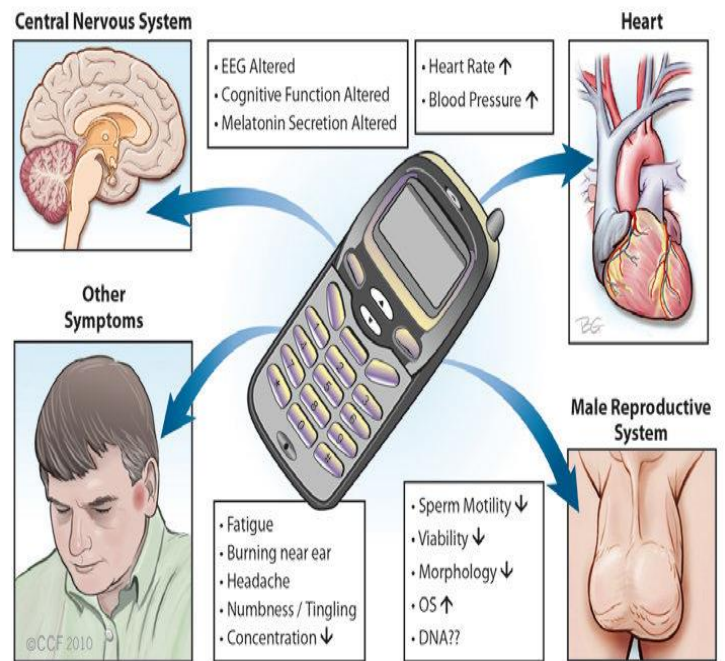 Central Nervous System
• EEG Altered
• Cognitive Function Altered
• Melatonin Secretion Altered
• Heart Rate ↑
• Blood Pressure ↑
Heart
BG
Other
Symptoms
• Fatigue
• Burning near ear
• Headache
• Numbness / Tingling
• Concentration ↓
©CCF 2010
Male Reproductive
System
• Sperm Motility ↓
• Viability ↓
• Morphology ↓
• OS ↑
• DNA??